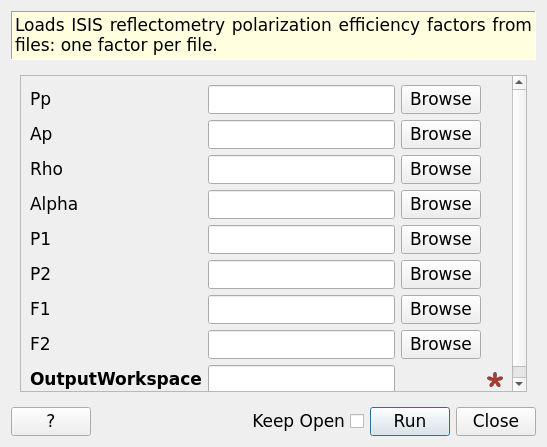 Loads ISIS reflectometry polarization efficiency factors from
files: one factor per file.
Pp Browse
Ap Browse
Rho Browse
Alpha Browse
P1 Browse
P2 Browse
F1 Browse
F2 Browse
OutputWorkspace *
? Keep Open Run Close